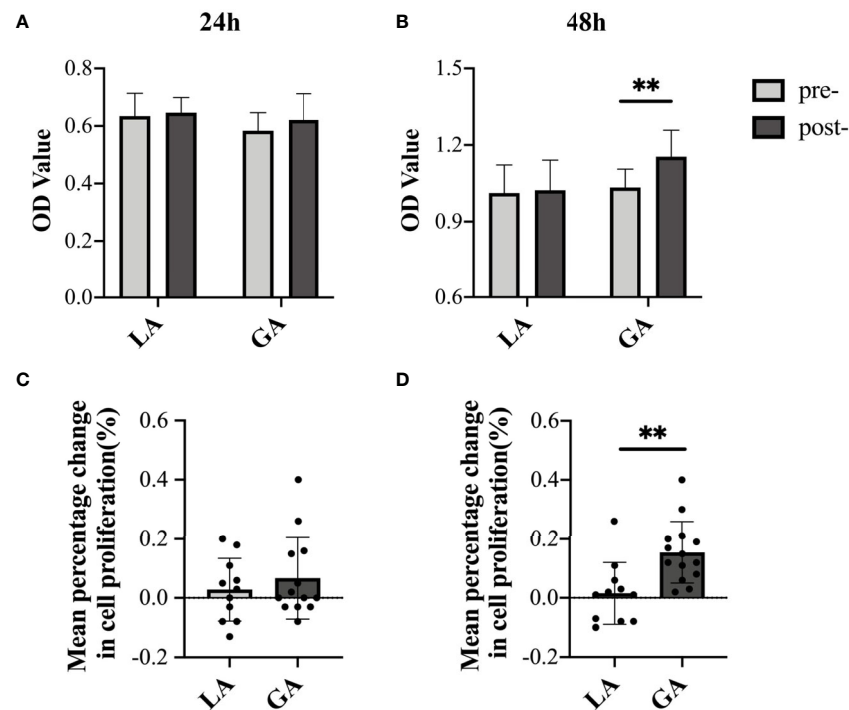 A
24h
B
48h
OD Value
0.8
0.6
0.4
0.2
0.0
LA
GA
OD Value
1.5
1.2
0.9
0.6
**
LA
GA
pre-
post-
C
Mean percentage change
in cell proliferation(%)
0.6
0.4
0.2
0.0
-0.2
LA
GA
D
Mean percentage change
in cell proliferation(%)
0.6
0.4
0.2
0.0
-0.2
**
LA
GA